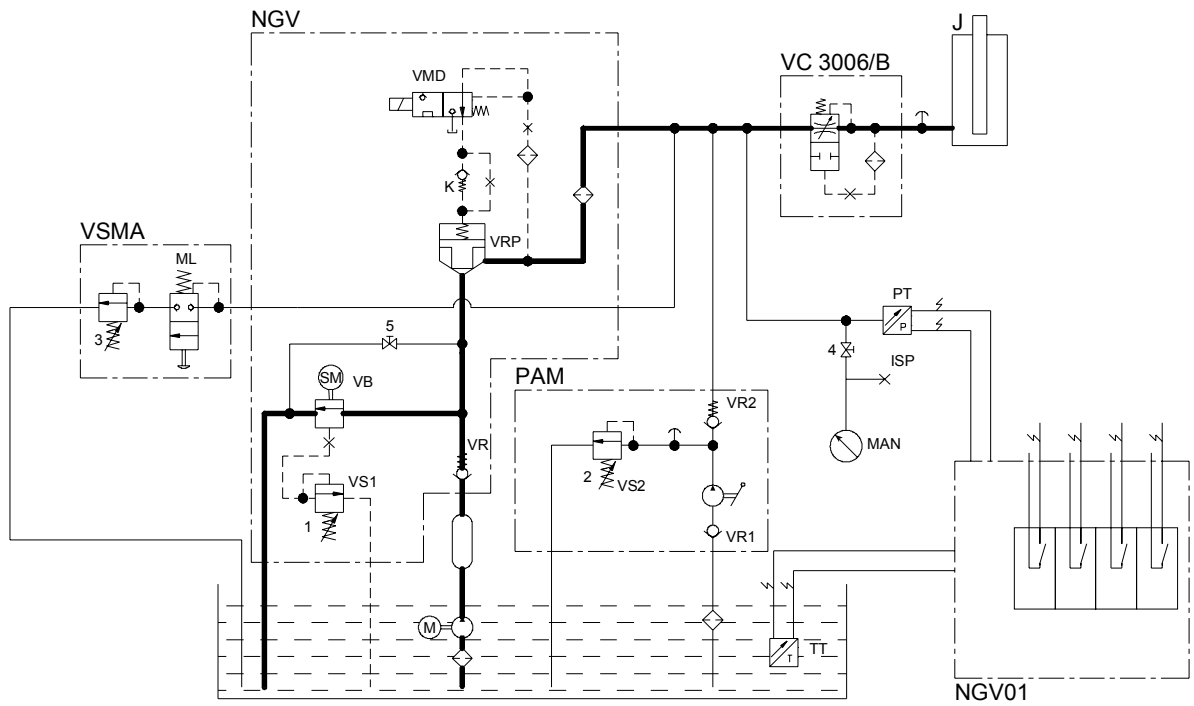 NGV
J
VC 3006/B
VMD
K
VRP
VSMA
ML
3
5
SM
VB
PT
P
4
ISP
PAM
VR2
VR
MAN
2
VS2
VS1
1
VR1
M
TT
T
NGV01